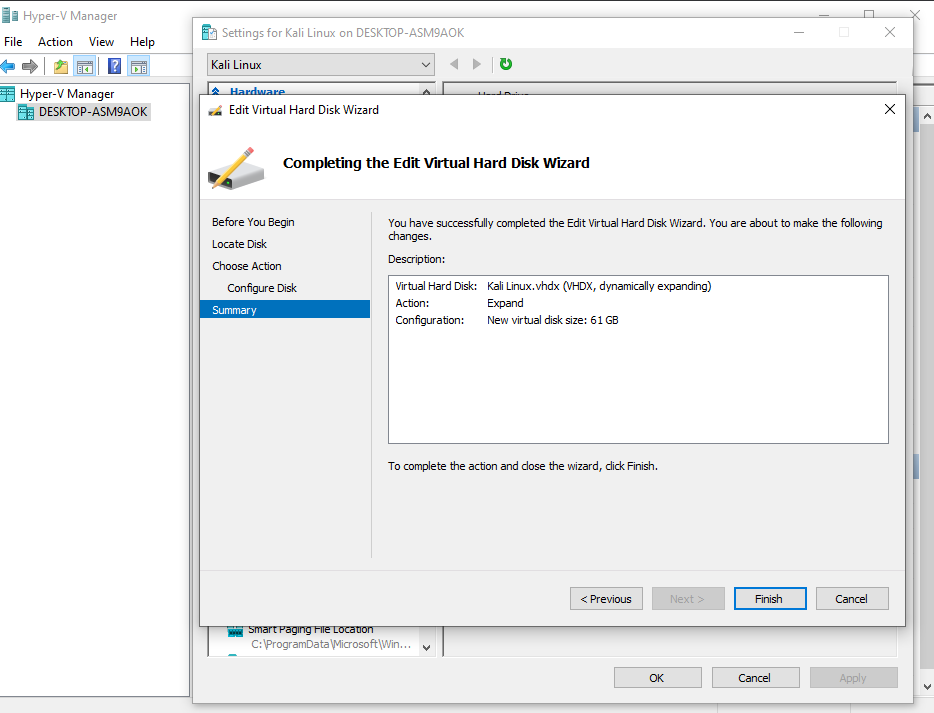 Hyper-V Manager
File Action View Help
Hyper-V Manager
DESKTOP-ASM9AOK
Settings for Kali Linux on DESKTOP-ASM9AOK
Kali Linux
Hardware
Hard Drive
Edit Virtual Hard Disk Wizard
Completing the Edit Virtual Hard Disk Wizard
Before You Begin
Locate Disk
Choose Action
Configure Disk
Summary
You have successfully completed the Edit Virtual Hard Disk Wizard. You are about to make the following
changes.
Description:
Virtual Hard Disk: Kali Linux.vhdx (VHDX, dynamically expanding)
Action: Expand
Configuration: New virtual disk size: 61 GB
To complete the action and close the wizard, click Finish.
< Previous Next > Finish Cancel
Smart Paging File Location
C:\ProgramData\Microsoft\Win...
OK Cancel Apply